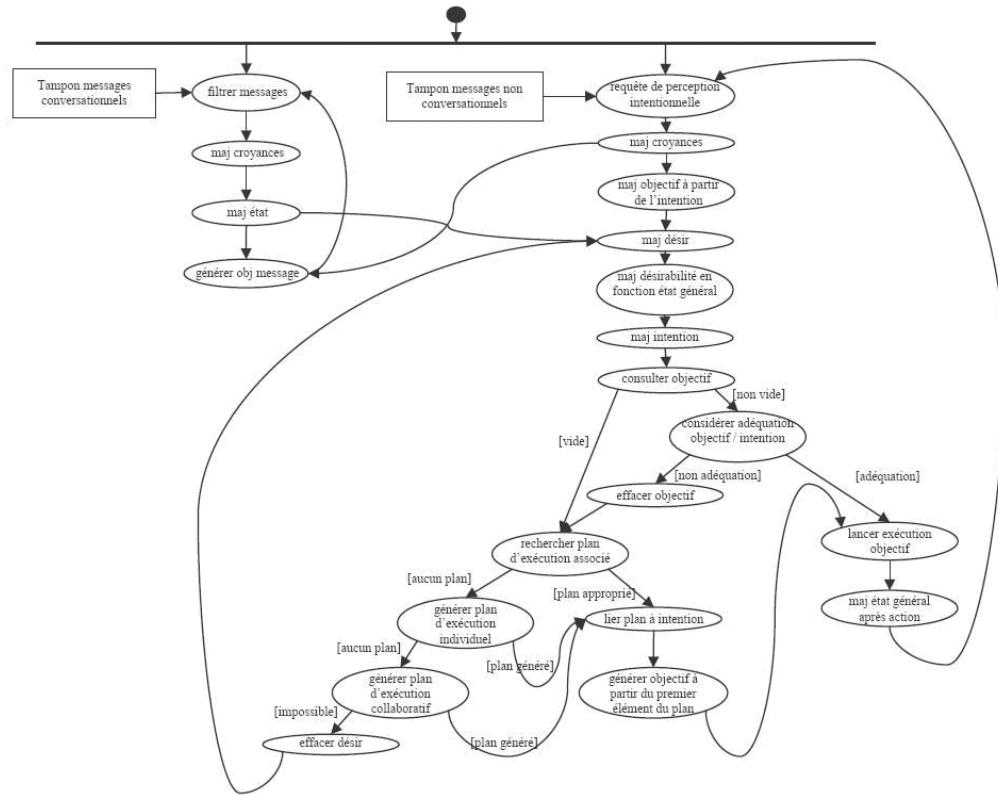 Tampon messages
conversationnels
filtrer messages
maj croyances
maj état
générer obj message
Tampon messages non
conversationnels
requête de perception
intentionnelle
maj croyances
maj objectif à partir
de l'intention
maj désir
maj désirabilité en
fonction état général
maj intention
consulter objectif
[non vide]
[vide]
considérer adéquation
objectif / intention
[non adéquation]
[adéquation]
effacer objectif
lancer exécution
objectif
rechercher plan
d'exécution associé
[aucun plan]
[plan approprié]
maj état général
après action
générer plan
d'exécution
individuel
lier plan à intention
[aucun plan]
[plan généré]
générer plan
d'exécution
collaboratif
générer objectif à
partir du premier
élément du plan
[impossible]
[plan généré]
effacer désir